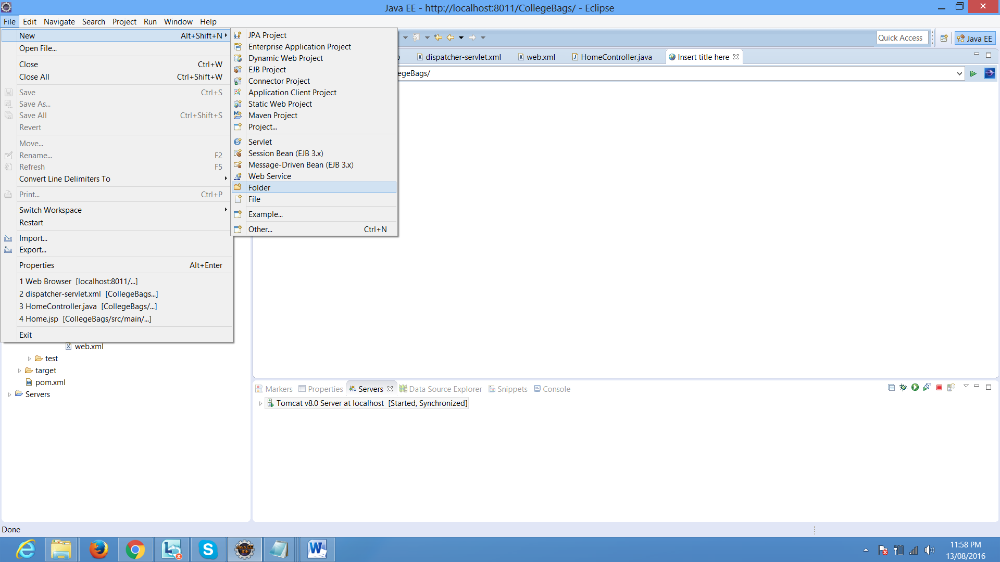 Java EE - http://localhost:8011/CollegeBags/ - Eclipse
File Edit Navigate Search Project Run Window Help
New Alt+Shift+N
Open File...
Close Ctrl+W
Close All Ctrl+Shift+W
Save Ctrl+S
Save As...
Save All Ctrl+Shift+S
Revert
Move...
Rename... F2
Refresh F5
Convert Line Delimiters To
Print... Ctrl+P
Switch Workspace
Restart
Import...
Export...
Properties Alt+Enter
1 Web Browser [localhost:8011/...]
2 dispatcher-servlet.xml [CollegeBags...]
3 HomeController.java [CollegeBags/...]
4 Home.jsp [CollegeBags/src/main/...]
Exit
JPA Project
Enterprise Application Project
Dynamic Web Project
EJB Project
Connector Project
Application Client Project
Static Web Project
Maven Project
Project...
Servlet
Session Bean (EJB 3.x)
Message-Driven Bean (EJB 3.x)
Web Service
Folder
File
Example...
Other... Ctrl+N
Quick Access Java EE
dispatcher-servlet.xml web.xml HomeController.java Insert title here
egeBags/
web.xml
test
target
pom.xml
Servers
Markers Properties Servers Data Source Explorer Snippets Console
Tomcat v8.0 Server at localhost [Started, Synchronized]
Done
Java EE
IDE
11:58 PM
13/08/2016